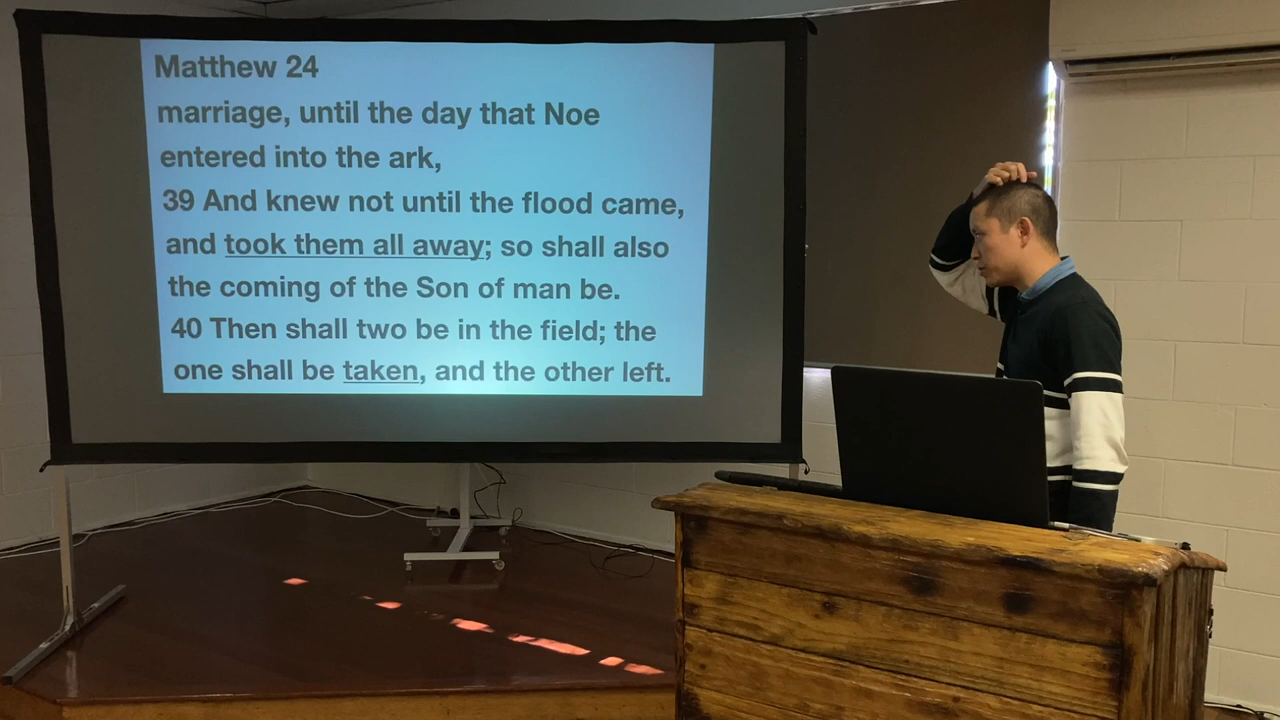 Matthew 24
marriage, until the day that Noe
entered into the ark,
39 And knew not until the flood came,
and took them all away; so shall also
the coming of the Son of man be.
40 Then shall two be in the field; the
one shall be taken, and the other left.